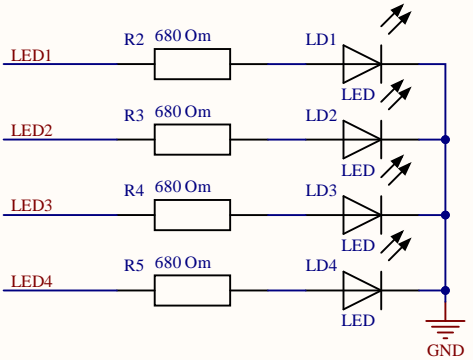 LED1 R2 680 Om LD1 LED
LED2 R3 680 Om LD2 LED
LED3 R4 680 Om LD3 LED
LED4 R5 680 Om LD4 LED
GND